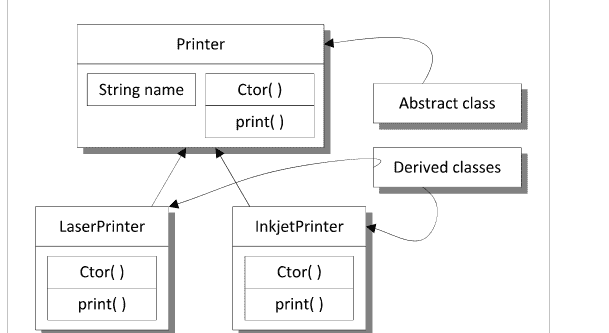 Printer
String name
Ctor( )
print( )
Abstract class
Derived classes
LaserPrinter
Ctor( )
print( )
InkjetPrinter
Ctor( )
print( )